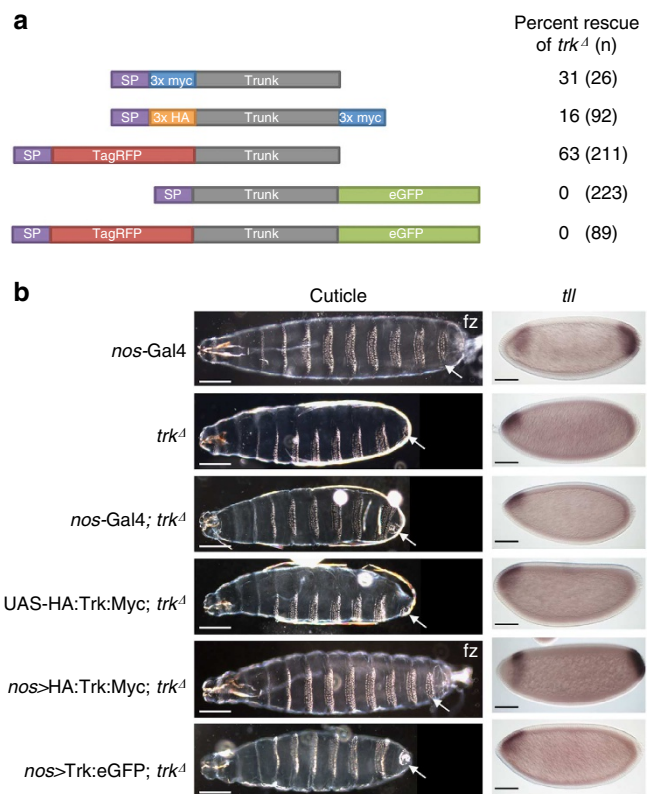 a
Percent rescue
of trkΔ (n)
SP 3x myc Trunk 31 (26)
SP 3x HA Trunk 3x myc 16 (92)
SP TagRFP Trunk 63 (211)
SP Trunk eGFP 0 (223)
SP TagRFP Trunk eGFP 0 (89)
b
Cuticle tll
nos-Gal4 fz
trkΔ
nos-Gal4; trkΔ
UAS-HA:Trk:Myc; trkΔ
nos>HA:Trk:Myc; trkΔ fz
nos>Trk:eGFP; trkΔ